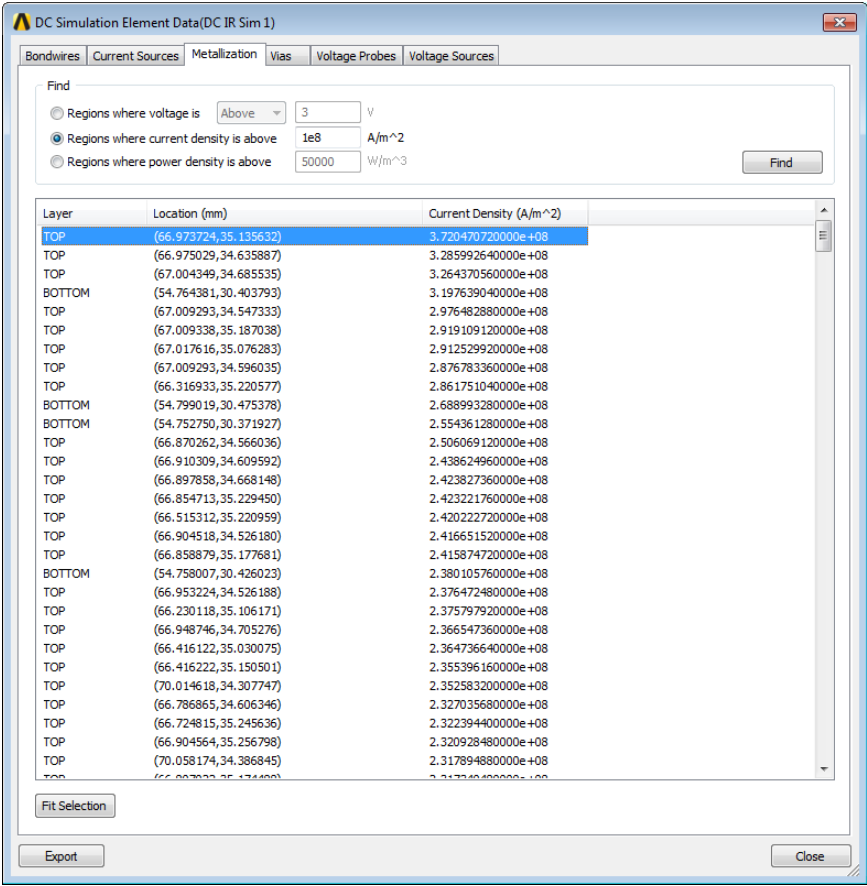 DC Simulation Element Data(DC IR Sim 1)
Bondwires Current Sources Metallization Vias Voltage Probes Voltage Sources
Find
Regions where voltage is Above 3 V
Regions where current density is above 1e8 A/m^2
Regions where power density is above 50000 W/m^3
Find
Layer Location (mm) Current Density (A/m^2)
TOP (66.973724,35.135632) 3.720470720000e+08
TOP (66.975029,34.635887) 3.285992640000e+08
TOP (67.004349,34.685535) 3.264370560000e+08
BOTTOM (54.764381,30.403793) 3.197639040000e+08
TOP (67.009293,34.547333) 2.976482880000e+08
TOP (67.009338,35.187038) 2.919109120000e+08
TOP (67.017616,35.076283) 2.912529920000e+08
TOP (67.009293,34.596035) 2.876783360000e+08
TOP (66.316933,35.220577) 2.861751040000e+08
BOTTOM (54.799019,30.475378) 2.688993280000e+08
BOTTOM (54.752750,30.371927) 2.554361280000e+08
TOP (66.870262,34.566036) 2.506069120000e+08
TOP (66.910309,34.609592) 2.438624960000e+08
TOP (66.897858,34.668148) 2.423827360000e+08
TOP (66.854713,35.229450) 2.423221760000e+08
TOP (66.515312,35.220959) 2.420222720000e+08
TOP (66.904518,34.526180) 2.416651520000e+08
TOP (66.858879,35.177681) 2.415874720000e+08
BOTTOM (54.758007,30.426023) 2.380105760000e+08
TOP (66.953224,34.526188) 2.376472480000e+08
TOP (66.230118,35.106171) 2.375797920000e+08
TOP (66.948746,34.705276) 2.366547360000e+08
TOP (66.416122,35.030075) 2.364736640000e+08
TOP (66.416222,35.150501) 2.355396160000e+08
TOP (70.014618,34.307747) 2.352583200000e+08
TOP (66.786865,34.606346) 2.327035680000e+08
TOP (66.724815,35.245636) 2.322394400000e+08
TOP (66.904564,35.256798) 2.320928480000e+08
TOP (70.058174,34.386845) 2.317894880000e+08
TOP
Fit Selection
Export Close